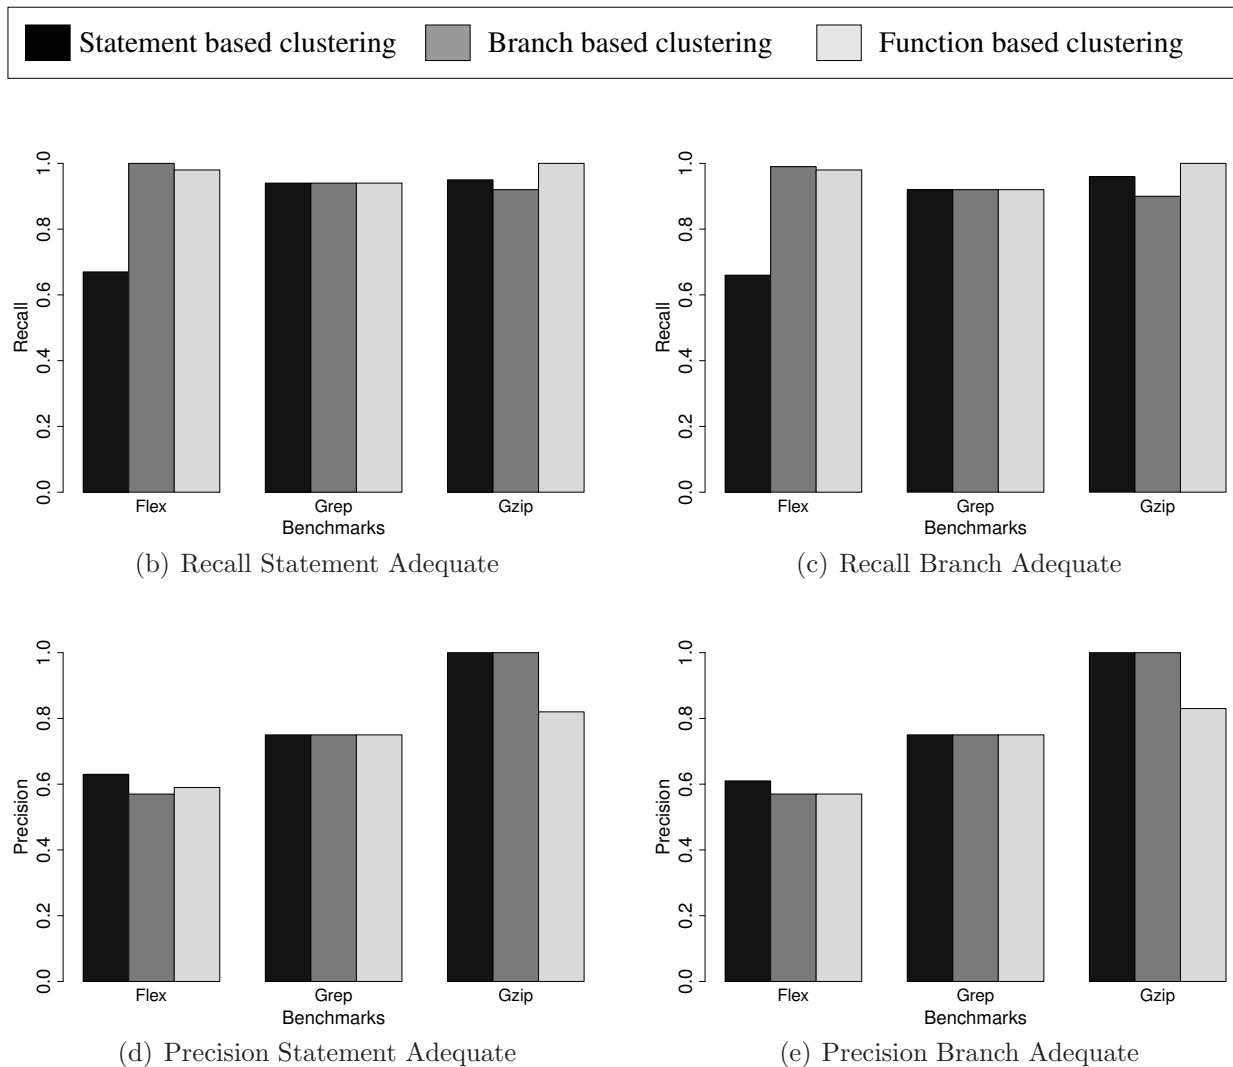 Statement based clustering
Branch based clustering
Function based clustering
Recall
0.0 0.2 0.4 0.6 0.8 1.0
Flex Grep Gzip
Benchmarks
(b) Recall Statement Adequate
Recall
0.0 0.2 0.4 0.6 0.8 1.0
Flex Grep Gzip
Benchmarks
(c) Recall Branch Adequate
Precision
0.0 0.2 0.4 0.6 0.8 1.0
Flex Grep Gzip
Benchmarks
(d) Precision Statement Adequate
Precision
0.0 0.2 0.4 0.6 0.8 1.0
Flex Grep Gzip
Benchmarks
(e) Precision Branch Adequate